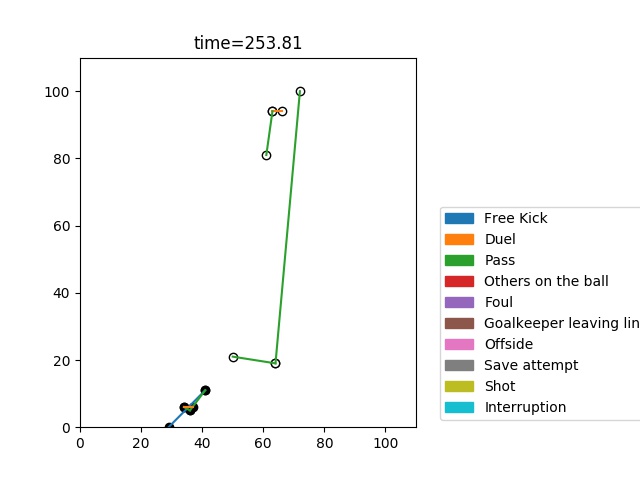 time=253.81
100
80
60
40
20
0
0 20 40 60 80 100
Free Kick
Duel
Pass
Others on the ball
Foul
Goalkeeper leaving lin
Offside
Save attempt
Shot
Interruption